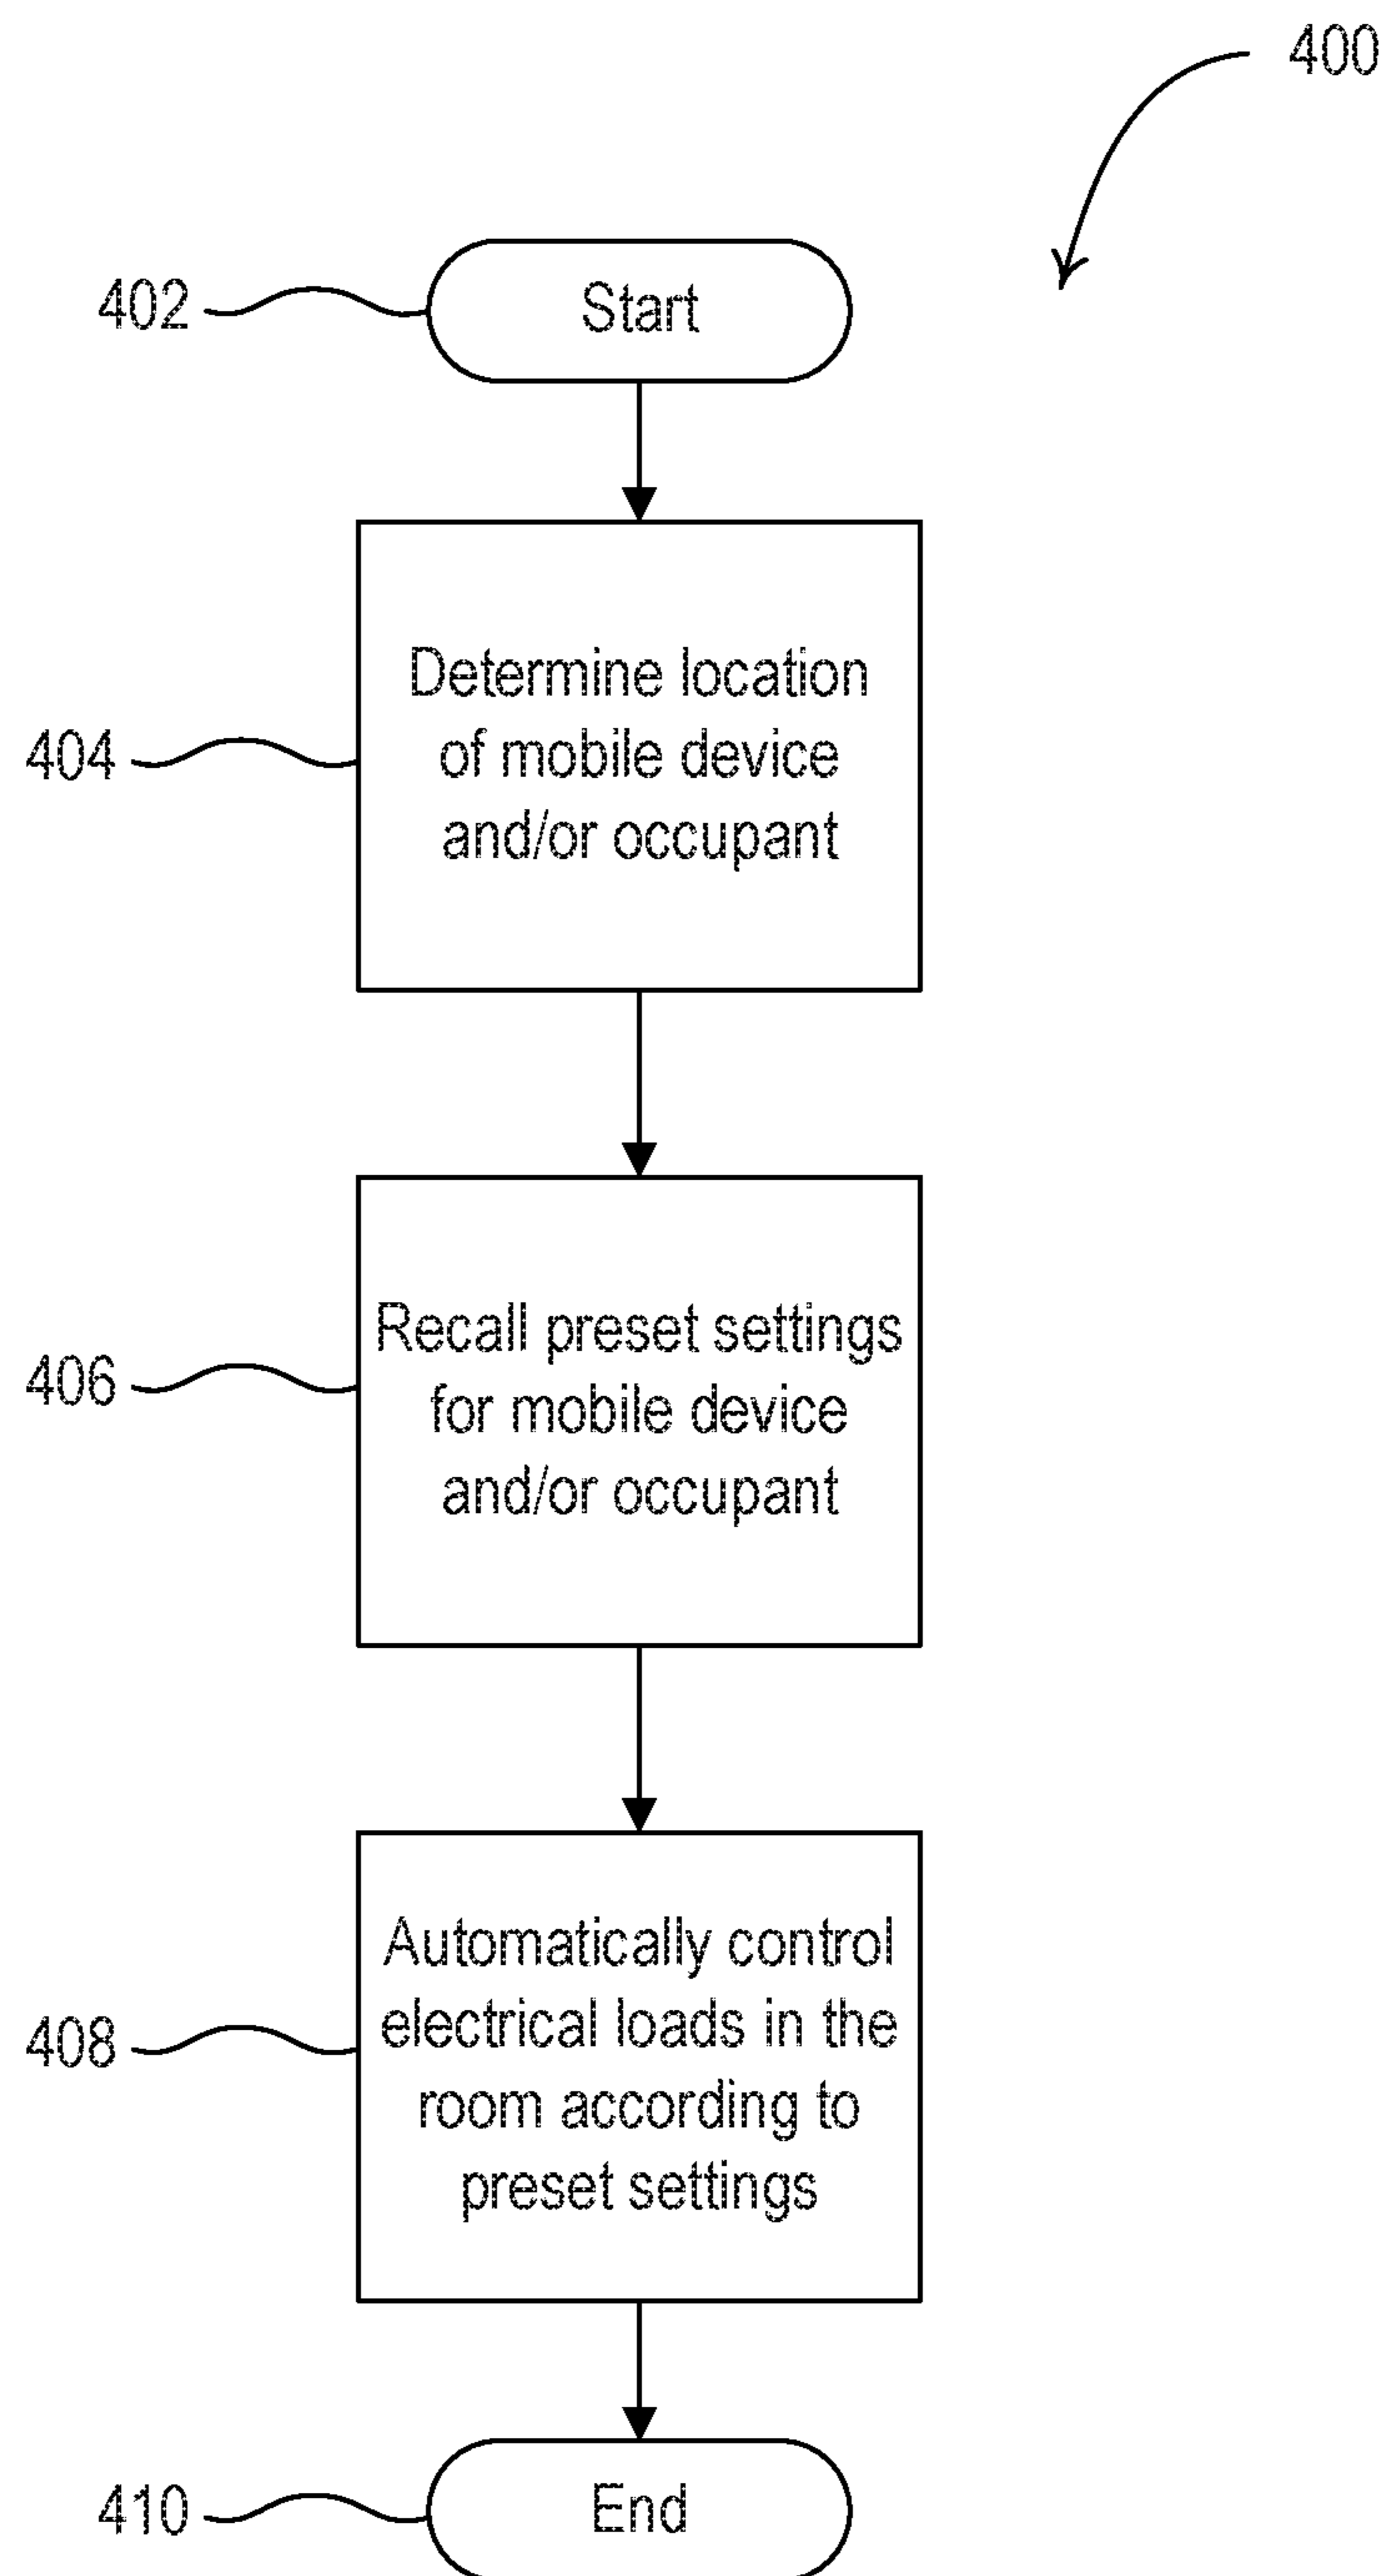 400
402
Start
404
Determine location
of mobile device
and/or occupant
406
Recall preset settings
for mobile device
and/or occupant
408
Automatically control
electrical loads in the
room according to
preset settings
410
End